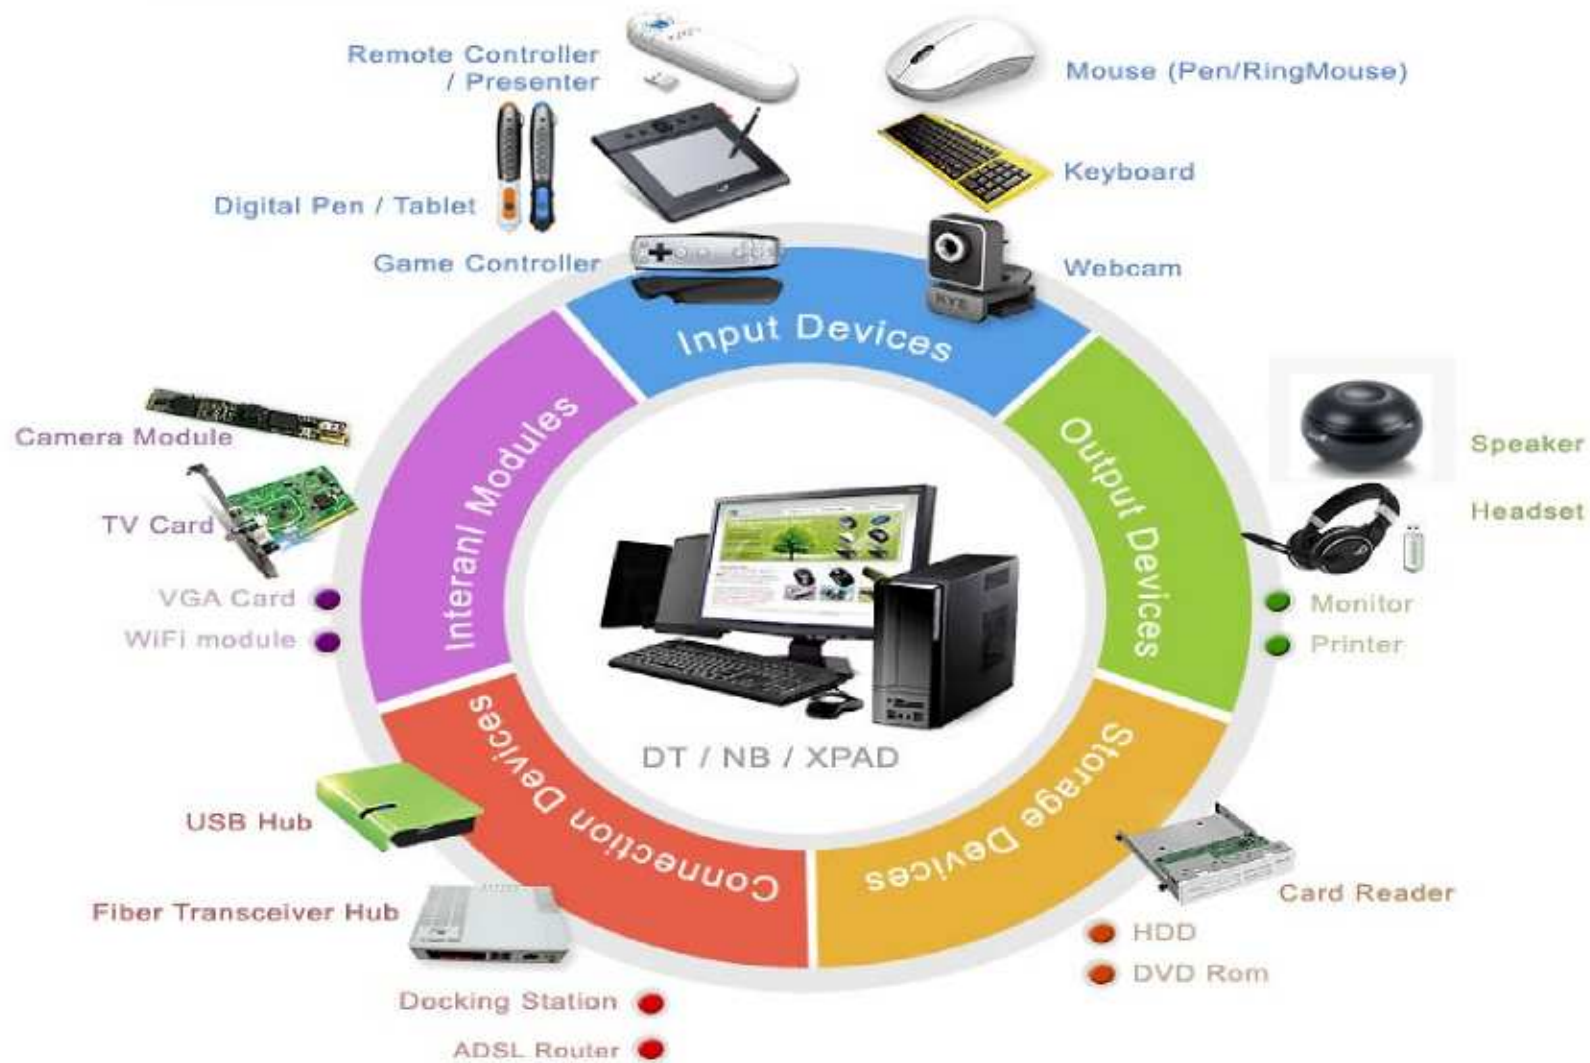 Remote Controller
/ Presenter
Mouse (Pen/RingMouse)
Digital Pen / Tablet
Keyboard
Game Controller
Webcam
KYE
Input Devices
Output Devices
Interanl Modules
Camera Module
TV Card
VGA Card
WiFi module
Speaker
Headset
Monitor
Printer
DT / NB / XPAD
Connection Devices
Storage Devices
USB Hub
Fiber Transceiver Hub
Docking Station
ADSL Router
Card Reader
HDD
DVD Rom